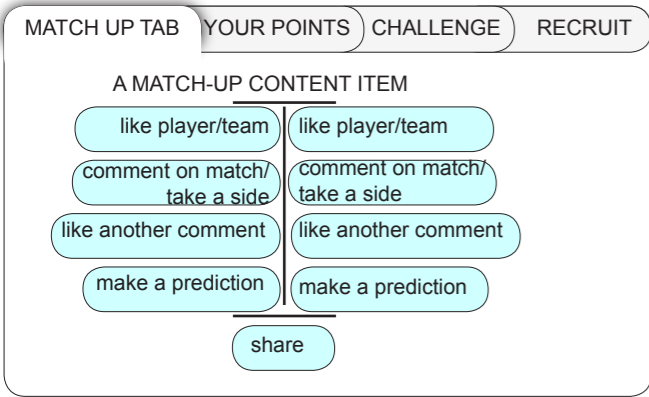 MATCH UP TAB YOUR POINTS CHALLENGE RECRUIT
A MATCH-UP CONTENT ITEM
like player/team like player/team
comment on match/ comment on match/
take a side take a side
like another comment like another comment
make a prediction make a prediction
share